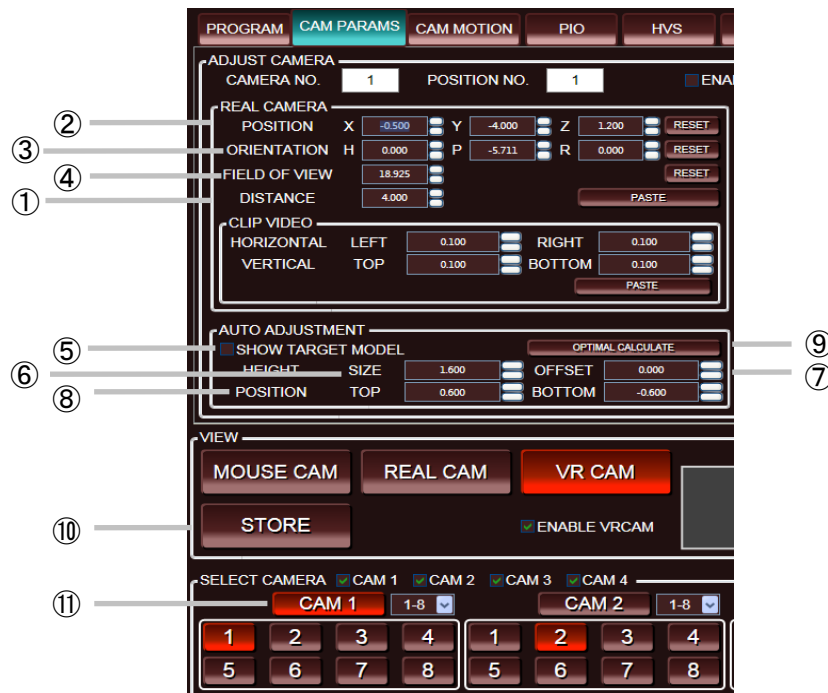 PROGRAM CAM PARAMS CAM MOTION PIO HVS
ADJUST CAMERA
CAMERA NO. 1 POSITION NO. 1 ENA
REAL CAMERA
② POSITION X -0.500 Y -4.000 Z 1.200 RESET
③ ORIENTATION H 0.000 P -5.711 R 0.000 RESET
④ FIELD OF VIEW 18.925 RESET
① DISTANCE 4.000 PASTE
CLIP VIDEO
HORIZONTAL LEFT 0.100 RIGHT 0.100
VERTICAL TOP 0.100 BOTTOM 0.100
PASTE
AUTO ADJUSTMENT
⑤ SHOW TARGET MODEL OPTIMAL CALCULATE ⑨
⑥ HEIGHT SIZE 1.600 OFFSET 0.000 ⑦
⑧ POSITION TOP 0.600 BOTTOM -0.600
VIEW
MOUSE CAM REAL CAM VR CAM
⑩ STORE ENABLE VRCAM
SELECT CAMERA CAM 1 CAM 2 CAM 3 CAM 4
⑪ CAM 1 1-8 CAM 2 1-8
1 2 3 4 1 2 3 4
5 6 7 8 5 6 7 8